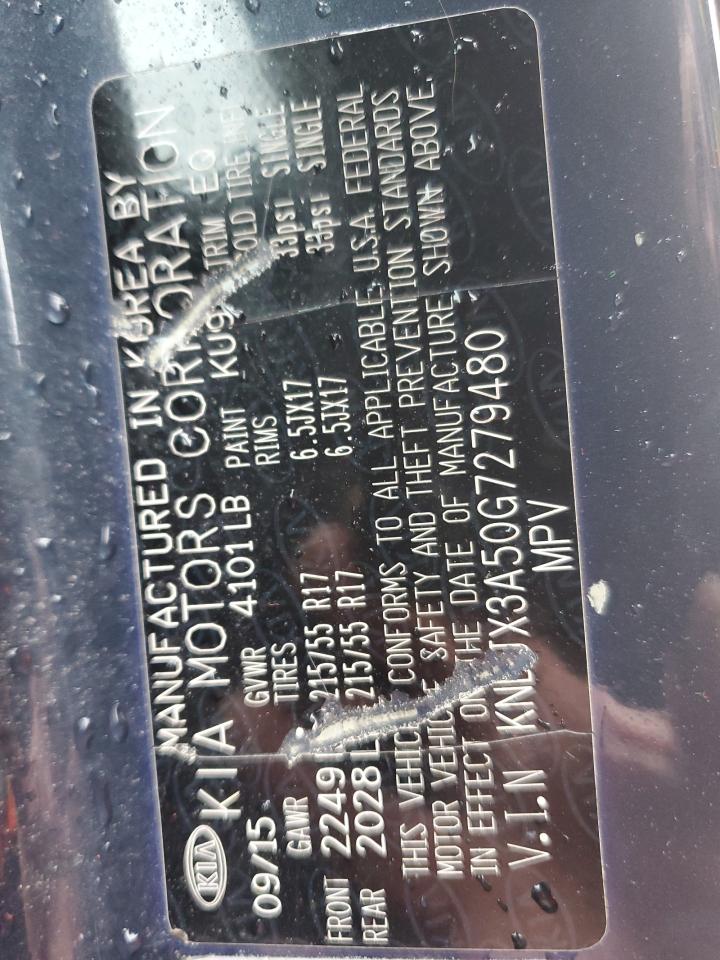 MANUFACTURED IN KOREA BY
KIA KIA MOTORS CORPORATION
09/15 GVWR 4101 LB PAINT KU9 TRIM EQ
GAWR TIRES RIMS COLD TIRE
FRONT 2249 215/55 R17 6.5JX17 33psi SINGLE
REAR 2028 215/55 R17 6.5JX17 33psi SINGLE
THIS VEHICLE CONFORMS TO ALL APPLICABLE U.S.A. FEDERAL
MOTOR VEHICLE SAFETY AND THEFT PREVENTION STANDARDS
IN EFFECT ON THE DATE OF MANUFACTURE SHOWN ABOVE.
V.I.N KNDJX3A50G7279480
MPV